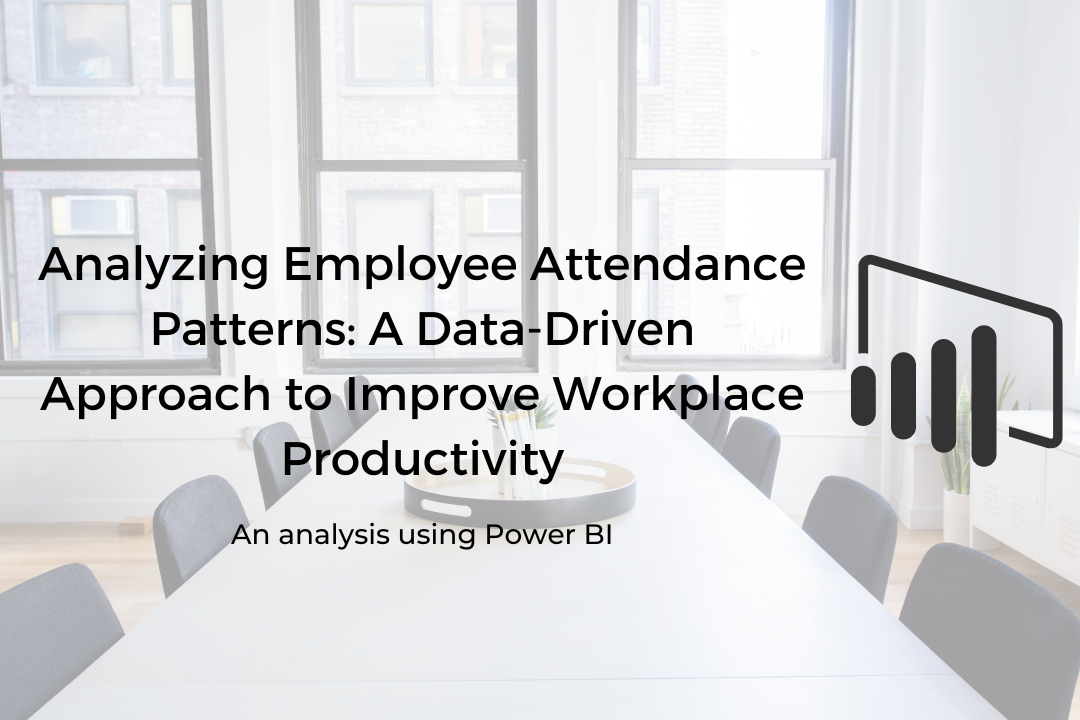 Analyzing Employee Attendance
Patterns: A Data-Driven
Approach to Improve Workplace
Productivity
An analysis using Power BI